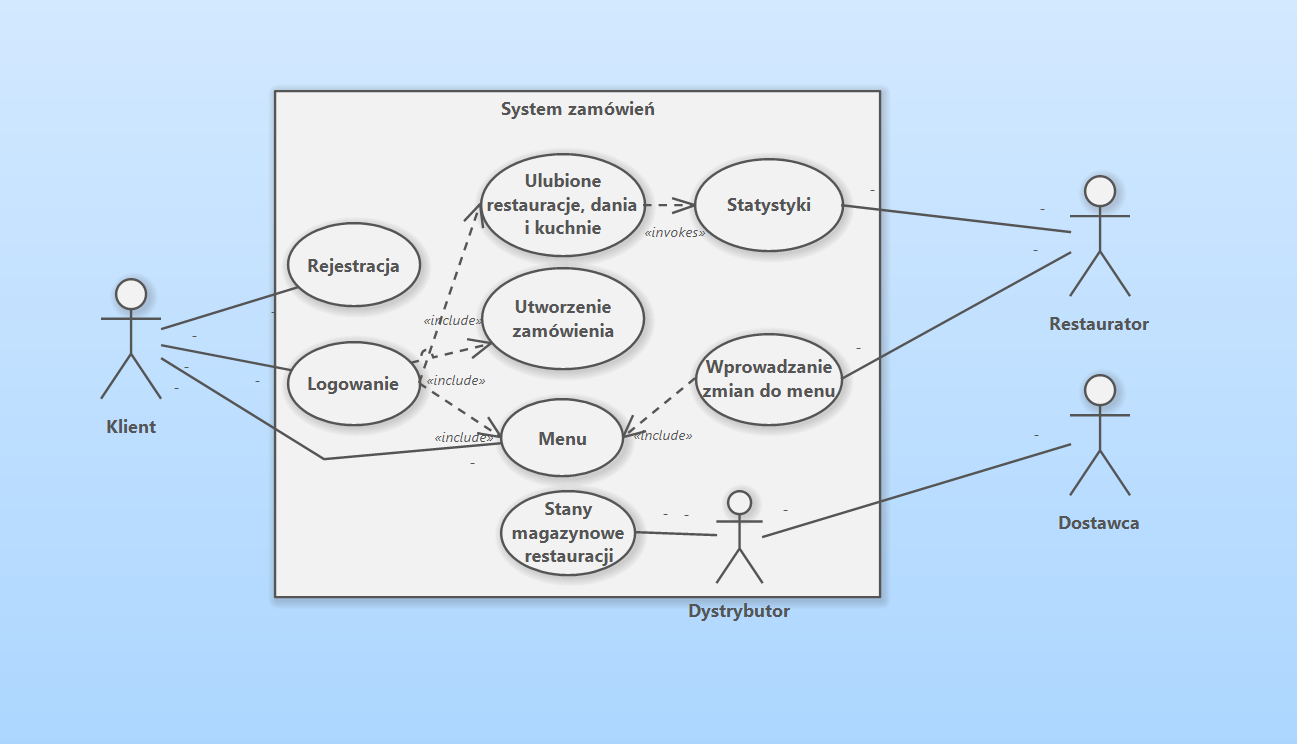 System zamówień
Ulubione
restauracje, dania
i kuchnie
Statystyki
«invokes»
Rejestracja
Utworzenie
zamówienia
«include»
Restaurator
Logowanie
«include»
Wprowadzanie
zmian do menu
Klient
Menu
«include»
«include»
Stany
magazynowe
restauracji
Dostawca
Dystrybutor